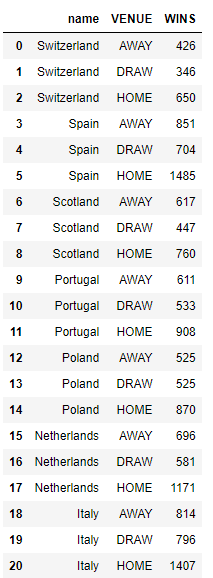 name VENUE WINS
0 Switzerland AWAY 426
1 Switzerland DRAW 346
2 Switzerland HOME 650
3 Spain AWAY 851
4 Spain DRAW 704
5 Spain HOME 1485
6 Scotland AWAY 617
7 Scotland DRAW 447
8 Scotland HOME 760
9 Portugal AWAY 611
10 Portugal DRAW 533
11 Portugal HOME 908
12 Poland AWAY 525
13 Poland DRAW 525
14 Poland HOME 870
15 Netherlands AWAY 696
16 Netherlands DRAW 581
17 Netherlands HOME 1171
18 Italy AWAY 814
19 Italy DRAW 796
20 Italy HOME 1407